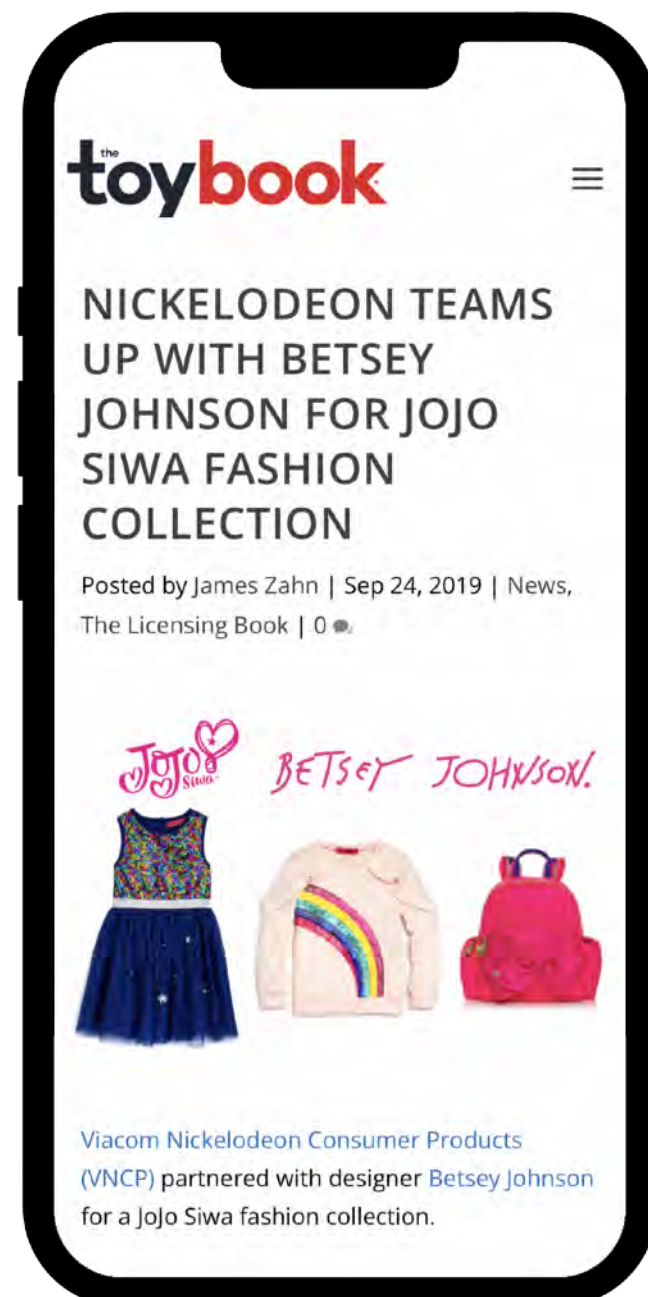 the
toybook
NICKELODEON TEAMS
UP WITH BETSEY
JOHNSON FOR JOJO
SIWA FASHION
COLLECTION
Posted by James Zahn | Sep 24, 2019 | News,
The Licensing Book | 0
JoJo Siwa
BETSEY JOHNSON.
Viacom Nickelodeon Consumer Products
(VNCP) partnered with designer Betsey Johnson
for a JoJo Siwa fashion collection.